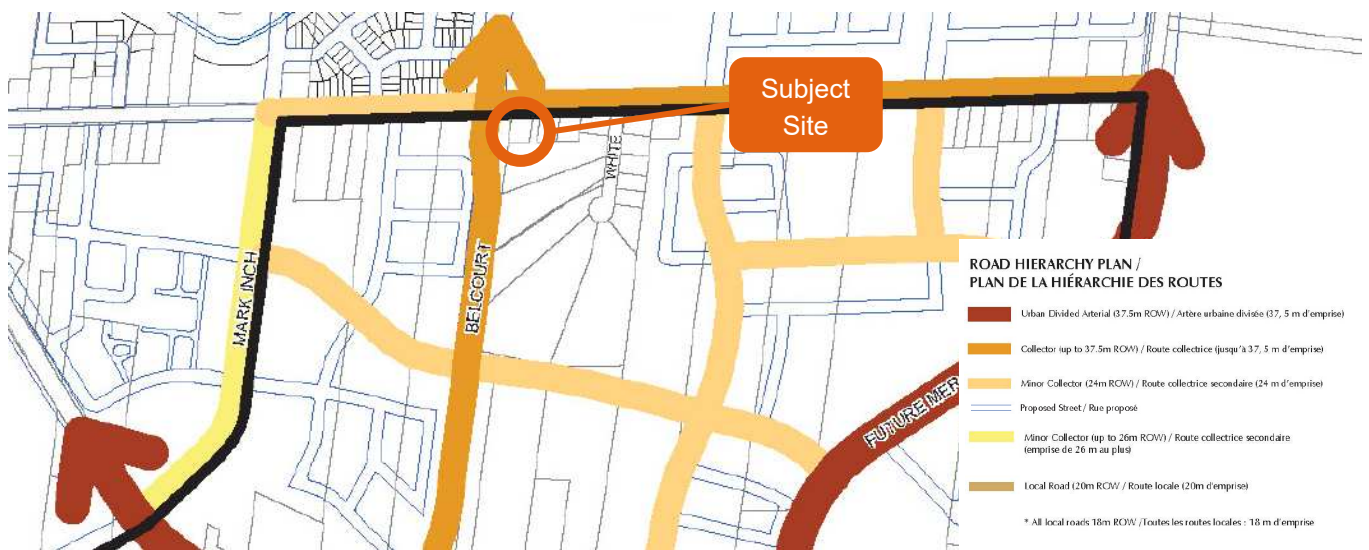 Subject
Site
WHITE
MARK INCH
BELCOURT
FUTURE MER
ROAD HIERARCHY PLAN /
PLAN DE LA HIÉRARCHIE DES ROUTES
Urban Divided Arterial (37.5m ROW) / Artère urbaine divisée (37, 5 m d'emprise)
Collector (up to 37.5m ROW) / Route collectrice (jusqu'à 37, 5 m d'emprise)
Minor Collector (24m ROW) / Route collectrice secondaire (24 m d'emprise)
Proposed Street / Rue proposé
Minor Collector (up to 26m ROW) / Route collectrice secondaire
(emprise de 26 m au plus)
Local Road (20m ROW / Route locale (20m d'emprise)
* All local roads 18m ROW /Toutes les routes locales : 18 m d'emprise